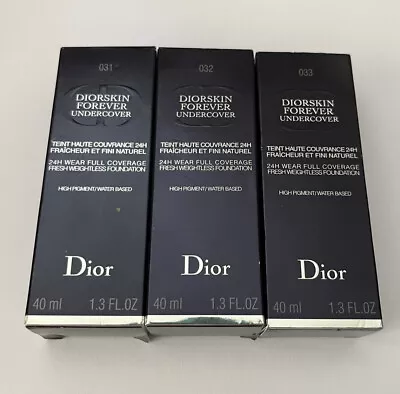 031
DIORSKIN
FOREVER
UNDERCOVER
TEINT HAUTE COUVRANCE 24H
FRAÎCHEUR ET FINI NATUREL
24H WEAR FULL COVERAGE
FRESH WEIGHTLESS FOUNDATION
HIGH PIGMENT/WATER BASED
Dior
40 ml 1.3 FL.OZ
032
DIORSKIN
FOREVER
UNDERCOVER
TEINT HAUTE COUVRANCE 24H
FRAÎCHEUR ET FINI NATUREL
24H WEAR FULL COVERAGE
FRESH WEIGHTLESS FOUNDATION
HIGH PIGMENT/WATER BASED
Dior
40 ml 1.3 FL.OZ
033
DIORSKIN
FOREVER
UNDERCOVER
TEINT HAUTE COUVRANCE 24H
FRAÎCHEUR ET FINI NATUREL
24H WEAR FULL COVERAGE
FRESH WEIGHTLESS FOUNDATION
HIGH PIGMENT/WATER BASED
Dior
40 ml 1.3 FL.OZ